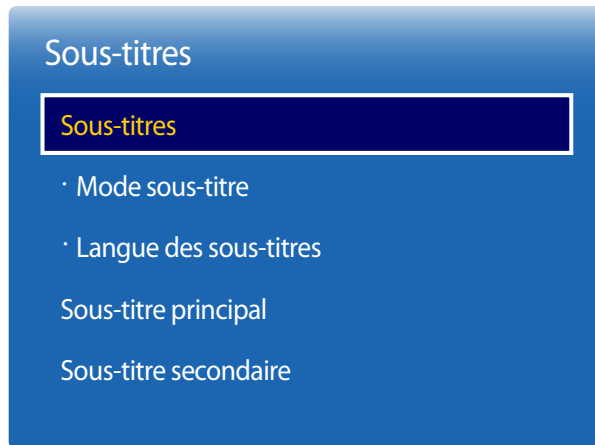 Sous-titres
Sous-titres
· Mode sous-titre
· Langue des sous-titres
Sous-titre principal
Sous-titre secondaire